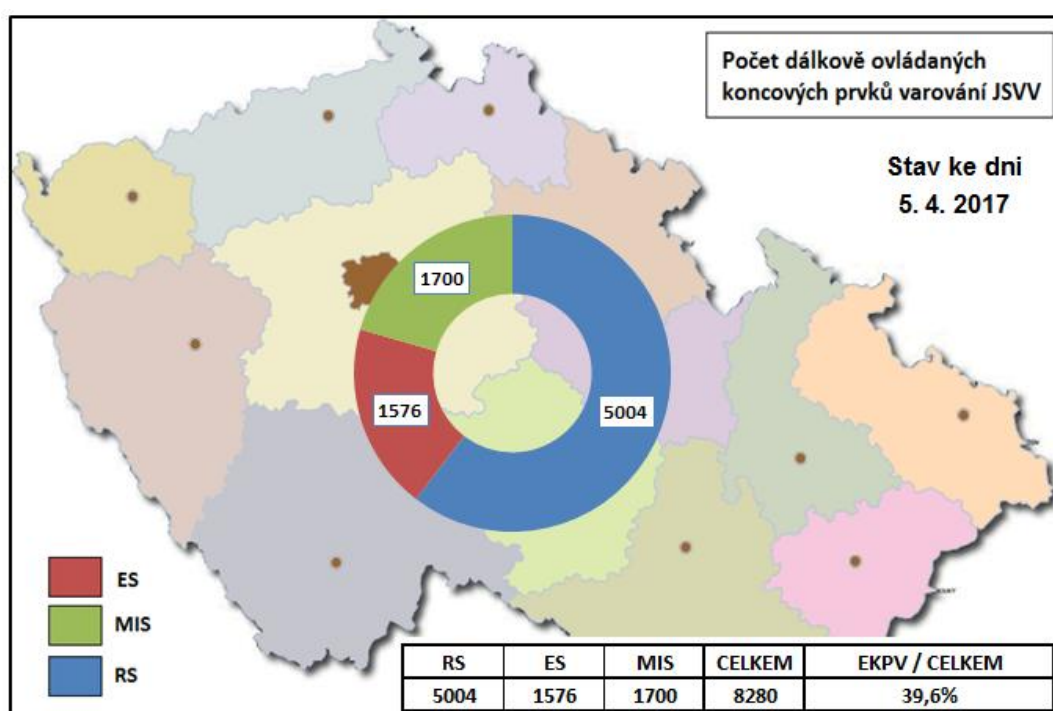 Počet dálkově ovládaných
koncových prvků varování JSVV
Stav ke dni
5. 4. 2017
1700
1576
5004
ES
MIS
RS
RS ES MIS CELKEM EKPV / CELKEM
5004 1576 1700 8280 39,6%